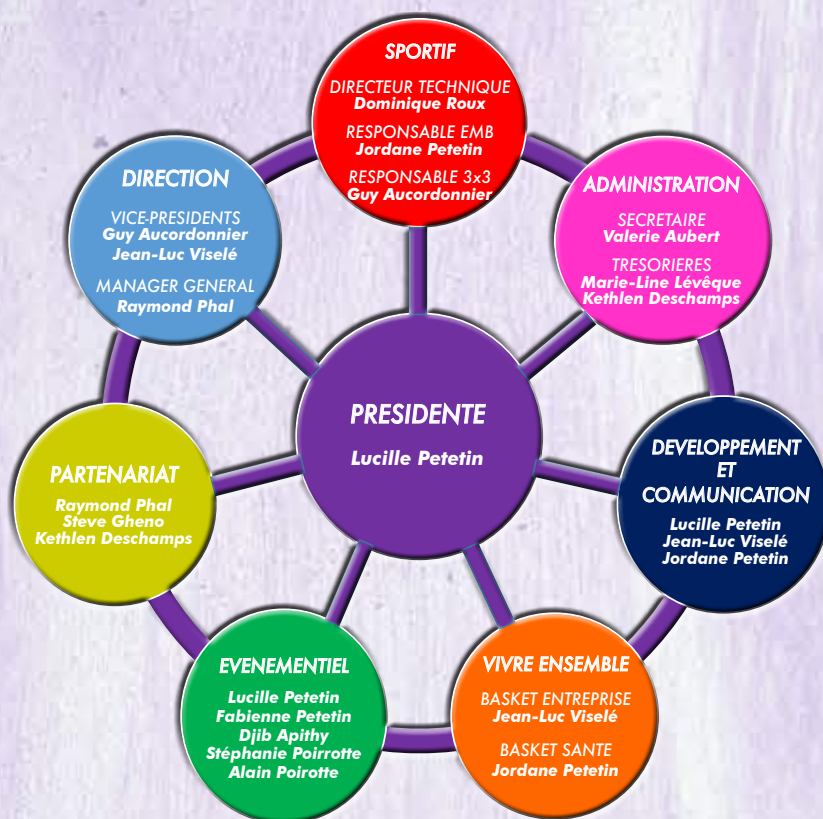 SPORTIF
DIRECTEUR TECHNIQUE
Dominique Roux
RESPONSABLE EMB
Jordane Petetin
RESPONSABLE 3x3
Guy Aucordonnier
DIRECTION
VICE-PRESIDENTS
Guy Aucordonnier
Jean-Luc Viselé
MANAGER GENERAL
Raymond Phal
ADMINISTRATION
SECRETAIRE
Valerie Aubert
TRESORIERES
Marie-Line Lévêque
Kethlen Deschamps
PRESIDENTE
Lucille Petetin
PARTENARIAT
Raymond Phal
Steve Gheno
Kethlen Deschamps
DEVELOPPEMENT
ET
COMMUNICATION
Lucille Petetin
Jean-Luc Viselé
Jordane Petetin
EVENEMENTIEL
Lucille Petetin
Fabienne Petetin
Djib Apithy
Stéphanie Poirrotte
Alain Poirotte
VIVRE ENSEMBLE
BASKET ENTREPRISE
Jean-Luc Viselé
BASKET SANTE
Jordane Petetin